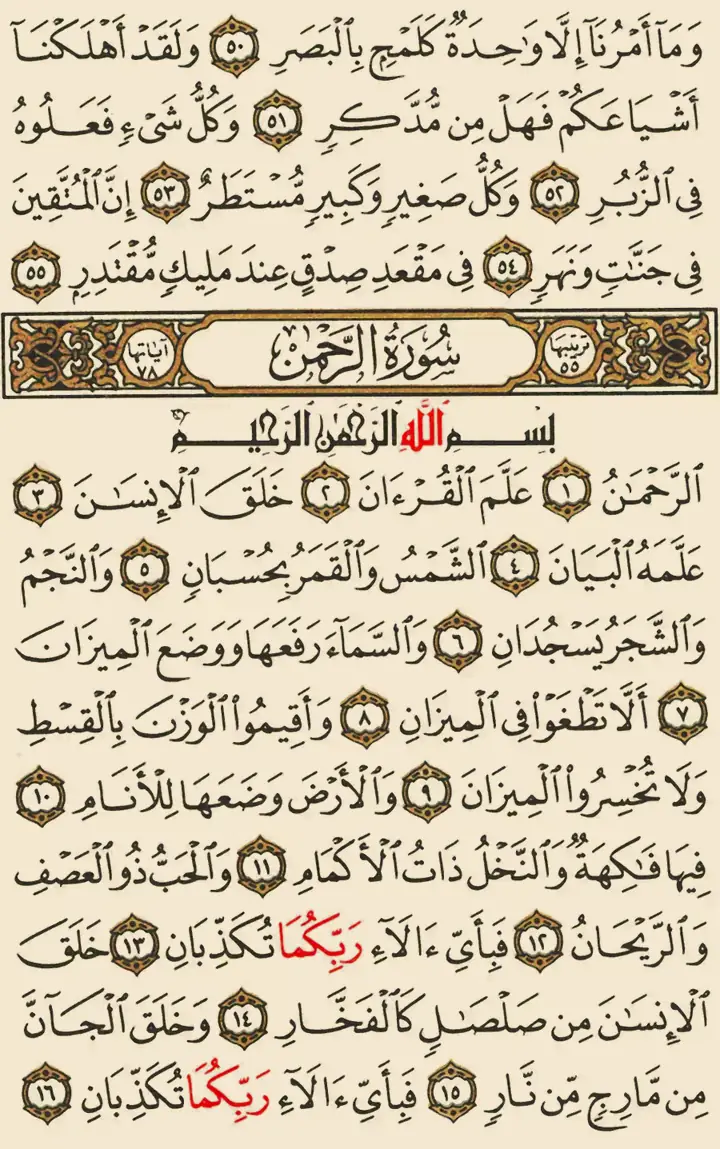 وَمَآ أَمْرُنَآ إِلَّا وَٰحِدَةٌ كَلَمْحٍۭ بِٱلْبَصَرِ ٥٠ وَلَقَدْ أَهْلَكْنَآ
أَشْيَاعَكُمْ فَهَلْ مِن مُّدَّكِرٍ ٥١ وَكُلُّ شَىْءٍ فَعَلُوهُ
فِى ٱلزُّبُرِ ٥٢ وَكُلُّ صَغِيرٍ وَكَبِيرٍ مُّسْتَطَرٌ ٥٣ إِنَّ ٱلْمُتَّقِينَ
فِى جَنَّٰتٍ وَنَهَرٍ ٥٤ فِى مَقْعَدِ صِدْقٍ عِندَ مَلِيكٍ مُّقْتَدِرٍۭ ٥٥
ترتيبها ٥٥ سُورَةُ الرَّحْمٰن آياتها ٧٨
بِسْمِ ٱللَّهِ ٱلرَّحْمَٰنِ ٱلرَّحِيمِ
ٱلرَّحْمَٰنُ ١ عَلَّمَ ٱلْقُرْءَانَ ٢ خَلَقَ ٱلْإِنسَٰنَ ٣
عَلَّمَهُ ٱلْبَيَانَ ٤ ٱلشَّمْسُ وَٱلْقَمَرُ بِحُسْبَانٍ ٥ وَٱلنَّجْمُ
وَٱلشَّجَرُ يَسْجُدَانِ ٦ وَٱلسَّمَآءَ رَفَعَهَا وَوَضَعَ ٱلْمِيزَانَ
٧ أَلَّا تَطْغَوْا۟ فِى ٱلْمِيزَانِ ٨ وَأَقِيمُوا۟ ٱلْوَزْنَ بِٱلْقِسْطِ
وَلَا تُخْسِرُوا۟ ٱلْمِيزَانَ ٩ وَٱلْأَرْضَ وَضَعَهَا لِلْأَنَامِ ١٠
فِيهَا فَٰكِهَةٌ وَٱلنَّخْلُ ذَاتُ ٱلْأَكْمَامِ ١١ وَٱلْحَبُّ ذُو ٱلْعَصْفِ
وَٱلرَّيْحَانُ ١٢ فَبِأَىِّ ءَالَآءِ رَبِّكُمَا تُكَذِّبَانِ ١٣ خَلَقَ
ٱلْإِنسَٰنَ مِن صَلْصَٰلٍ كَٱلْفَخَّارِ ١٤ وَخَلَقَ ٱلْجَآنَّ
مِن مَّارِجٍ مِّن نَّارٍ ١٥ فَبِأَىِّ ءَالَآءِ رَبِّكُمَا تُكَذِّبَانِ ١٦